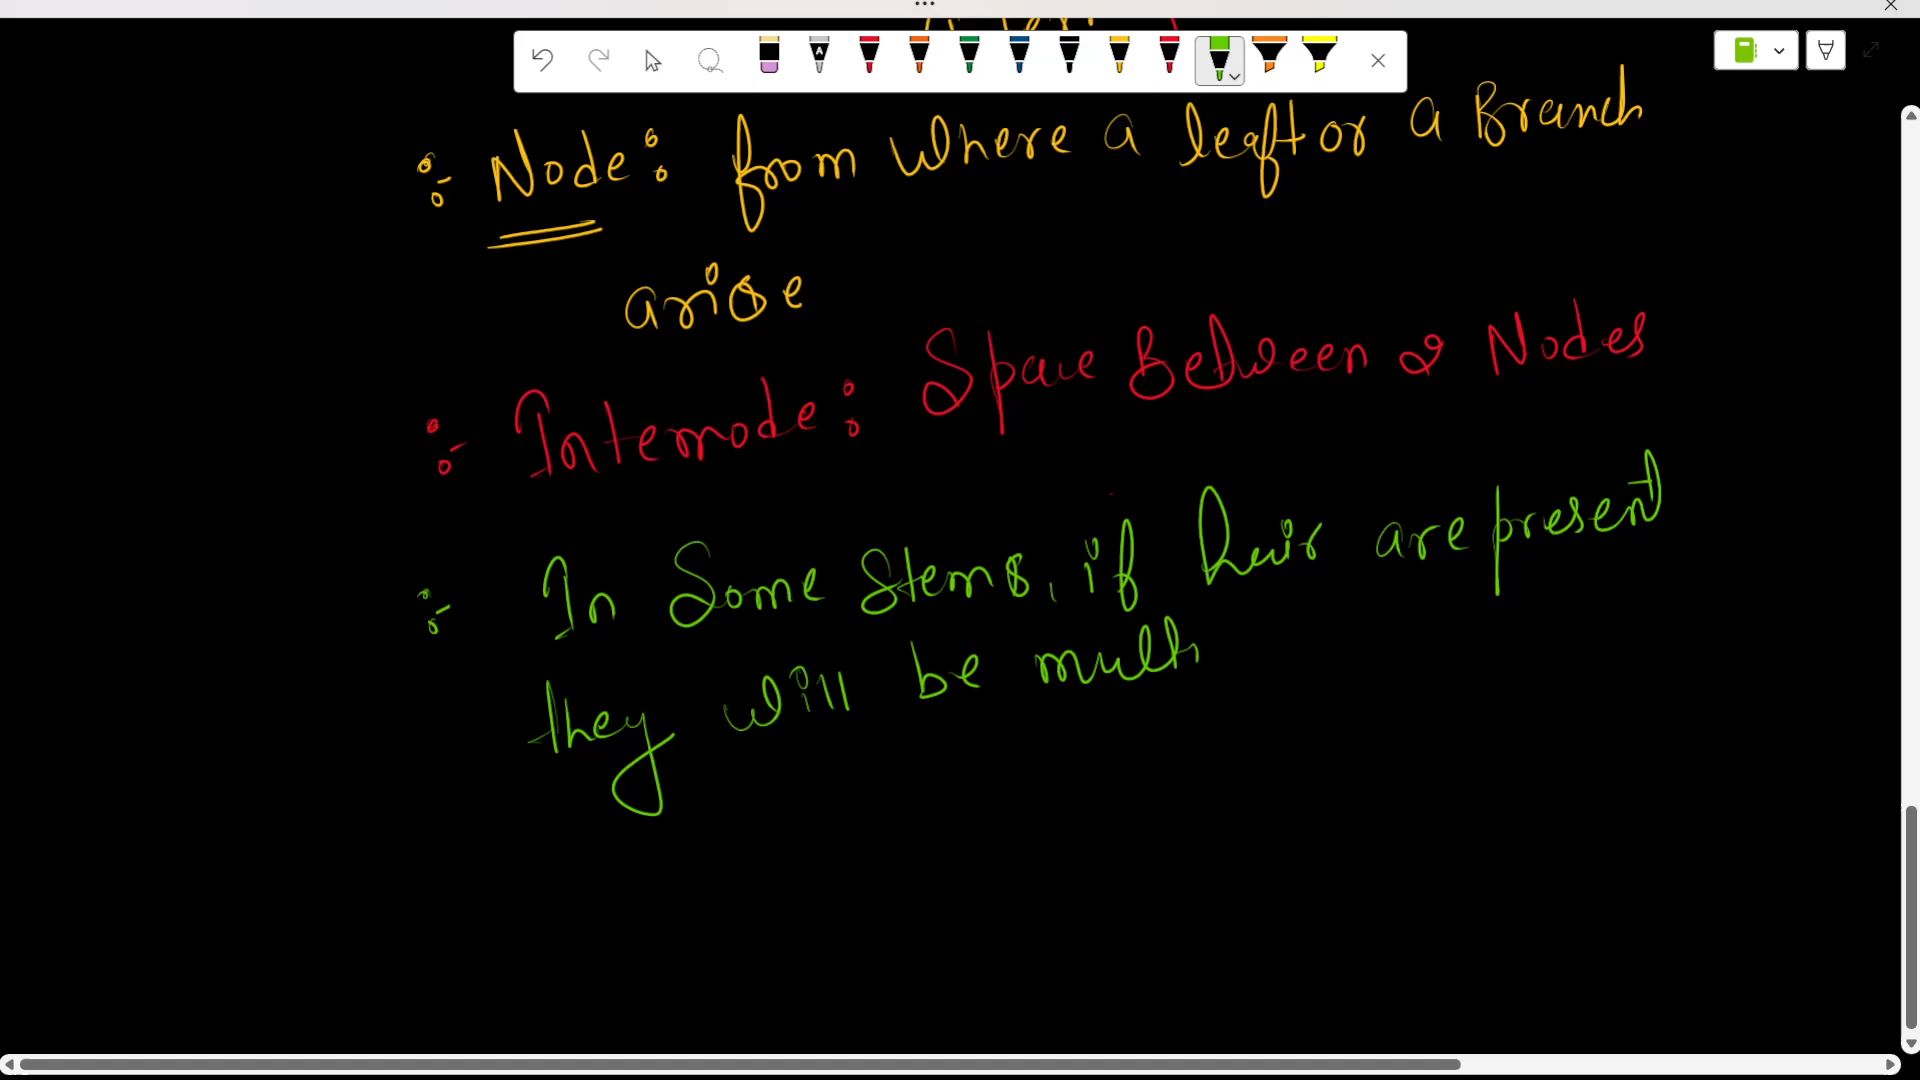 Node: from where a leaf or a Branch
arise
Internode: Space Between 2 Nodes
In Some Stems, if hair are present
they will be multi